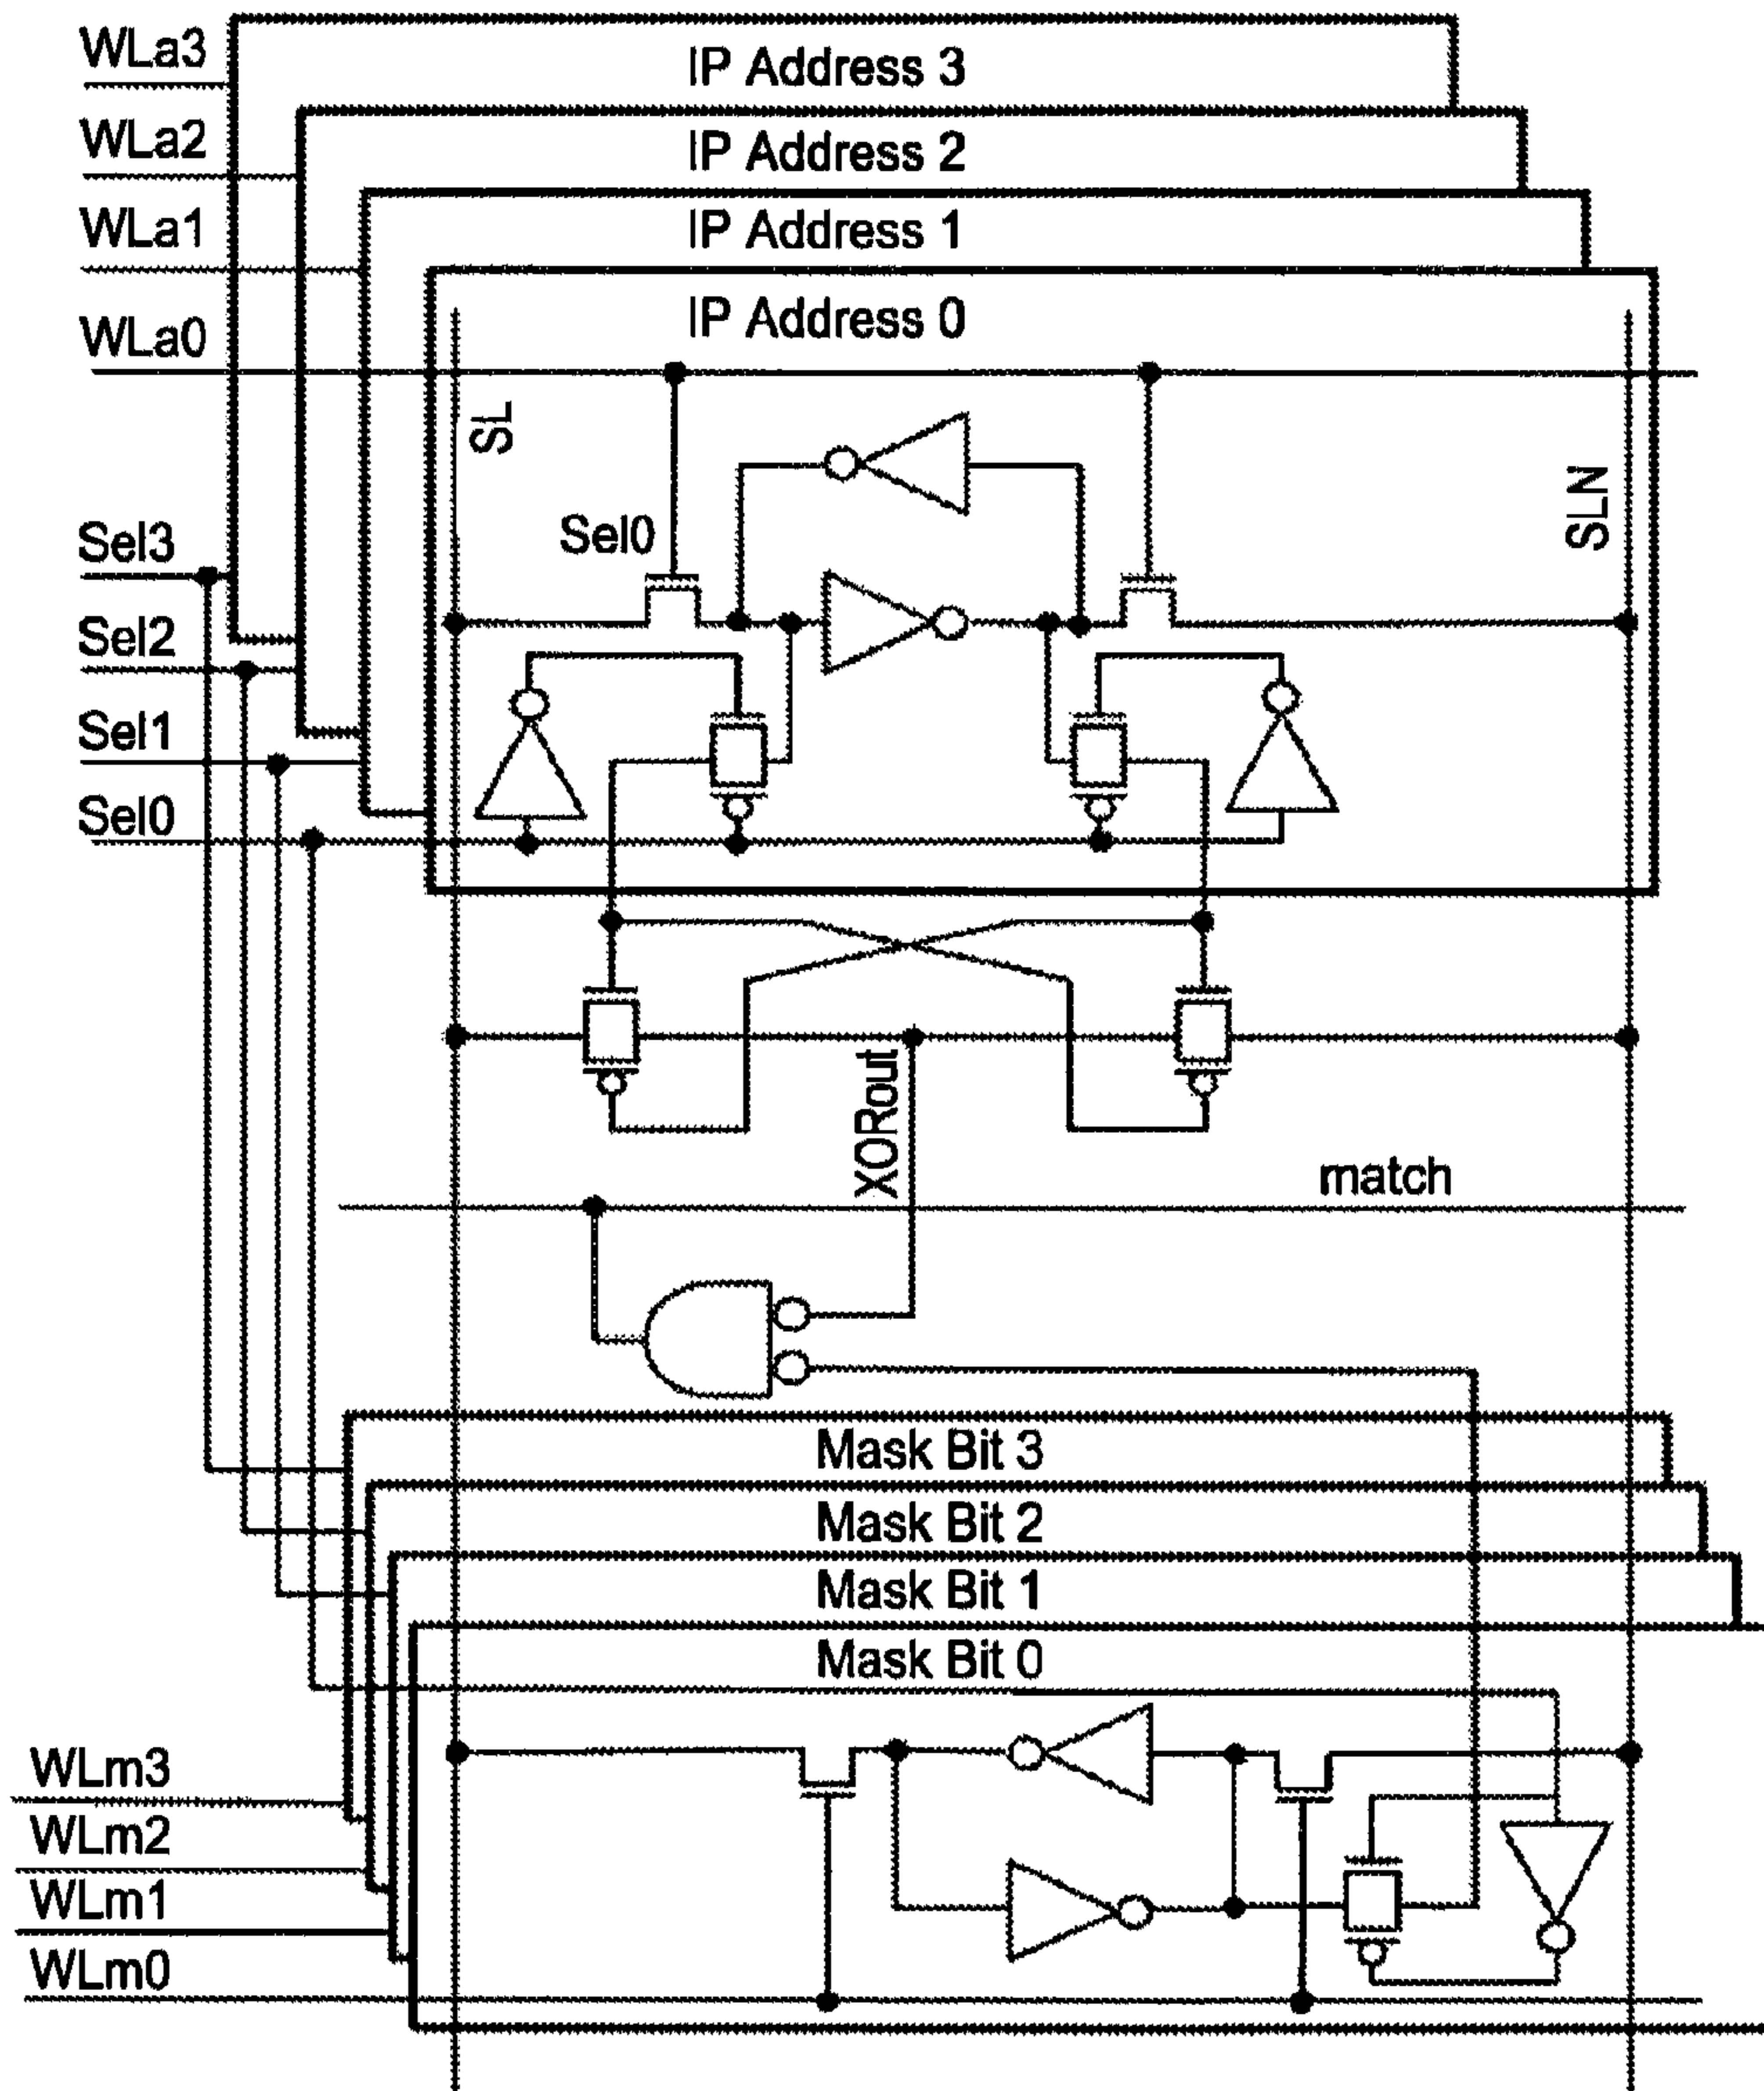 WLa3
IP Address 3
WLa2
IP Address 2
WLa1
IP Address 1
WLa0
IP Address 0
SL
SLN
Sel0
Sel3
Sel2
Sel1
Sel0
XORout
match
Mask Bit 3
Mask Bit 2
Mask Bit 1
Mask Bit 0
WLm3
WLm2
WLm1
WLm0